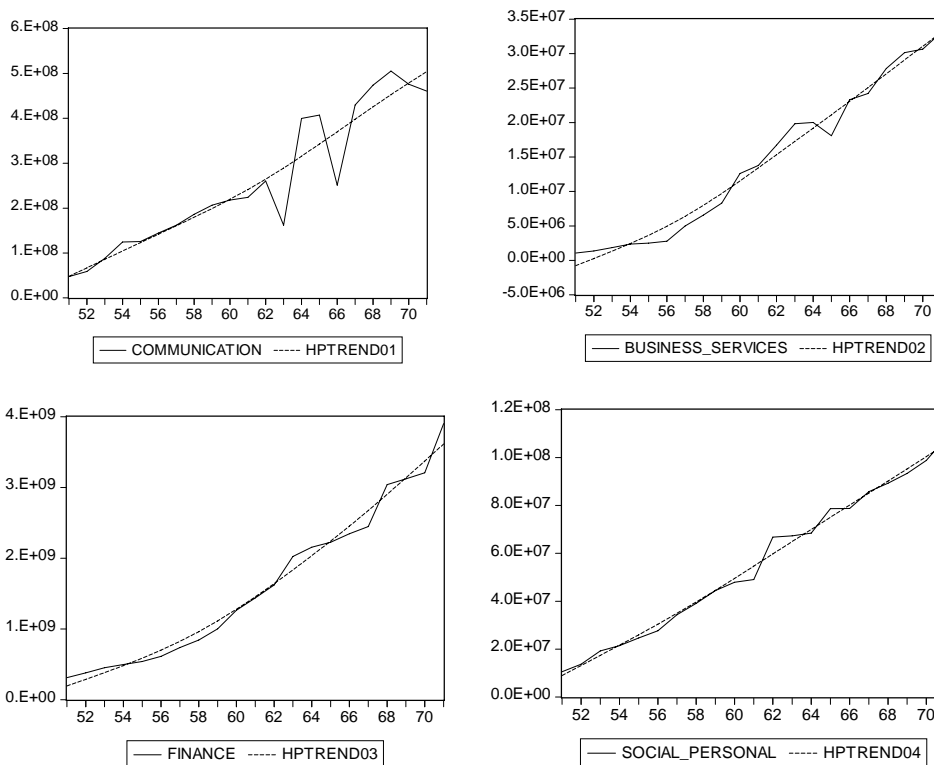 6.E+08
5.E+08
4.E+08
3.E+08
2.E+08
1.E+08
0.E+00
52 54 56 58 60 62 64 66 68 70
COMMUNICATION HPTREND01
3.5E+07
3.0E+07
2.5E+07
2.0E+07
1.5E+07
1.0E+07
5.0E+06
0.0E+00
-5.0E+06
52 54 56 58 60 62 64 66 68 70
BUSINESS_SERVICES HPTREND02
4.E+09
3.E+09
2.E+09
1.E+09
0.E+00
52 54 56 58 60 62 64 66 68 70
FINANCE HPTREND03
1.2E+08
1.0E+08
8.0E+07
6.0E+07
4.0E+07
2.0E+07
0.0E+00
52 54 56 58 60 62 64 66 68 70
SOCIAL_PERSONAL HPTREND04